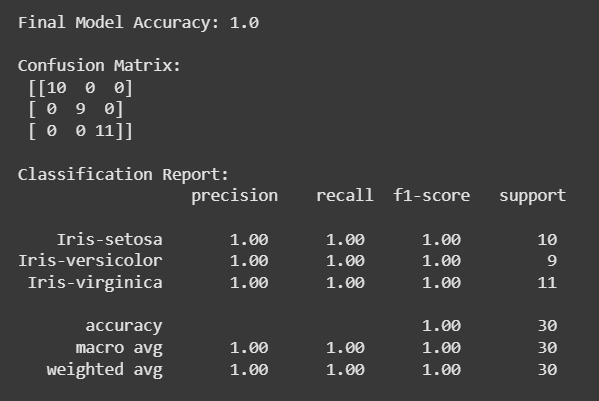 Final Model Accuracy: 1.0
Confusion Matrix:
[[10  0  0]
[ 0  9  0]
[ 0  0 11]]
Classification Report:
precision recall f1-score support
Iris-setosa 1.00 1.00 1.00 10
Iris-versicolor 1.00 1.00 1.00 9
Iris-virginica 1.00 1.00 1.00 11
accuracy 1.00 30
macro avg 1.00 1.00 1.00 30
weighted avg 1.00 1.00 1.00 30